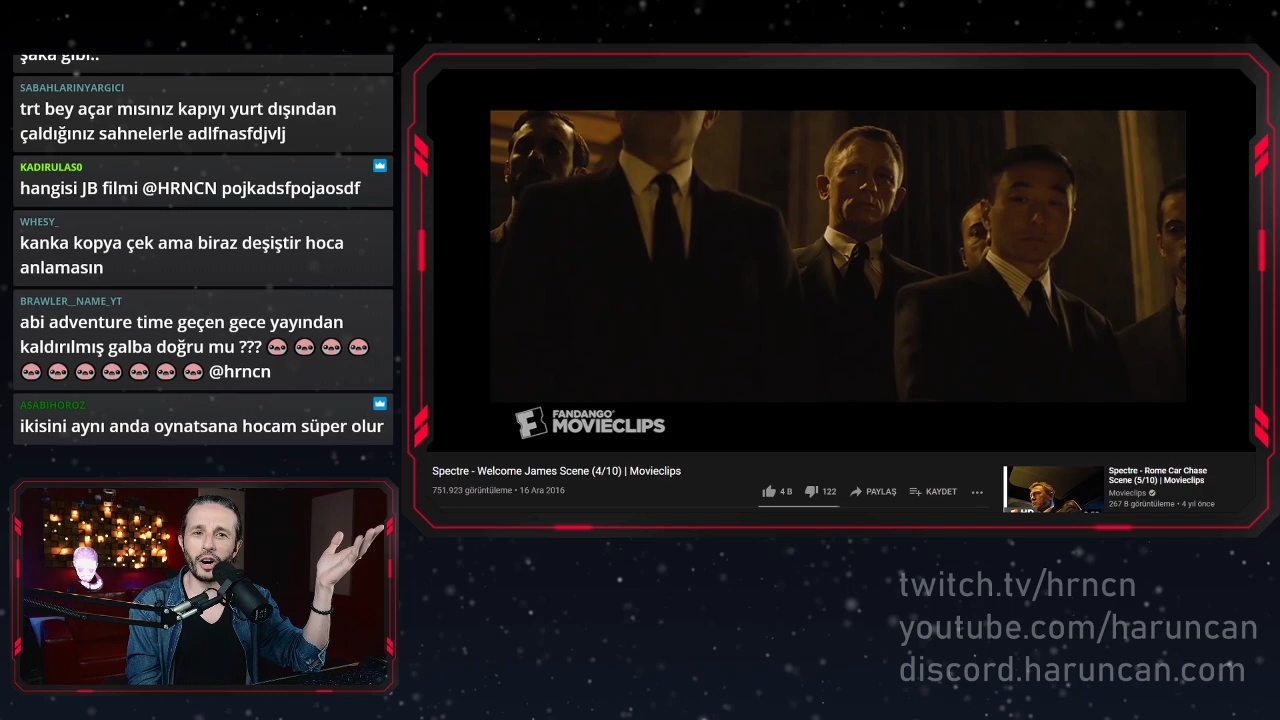 şaka gibi..
SABAHLARINYARGICI
trt bey açar mısınız kapıyı yurt dışından
çaldığınız sahnelerle adlfnasfdjvlj
KADIRULAS0
hangisi JB filmi @HRNCN pojkadsfpojaosdf
WHESY_
kanka kopya çek ama biraz deşiştir hoca
anlamasın
BRAWLER__NAME_YT
abi adventure time geçen gece yayından
kaldırılmış galba doğru mu ???
@hrncn
ASABIHOROZ
ikisini aynı anda oynatsana hocam süper olur
FANDANGO
MOVIECLIPS
Spectre - Welcome James Scene (4/10) | Movieclips
751.923 görüntüleme • 16 Ara 2016
4 B
122
PAYLAŞ
KAYDET
Spectre - Rome Car Chase
Scene (5/10) | Movieclips
Movieclips
267 B görüntüleme • 4 yıl önce
twitch.tv/hrncn
youtube.com/haruncan
discord.haruncan.com